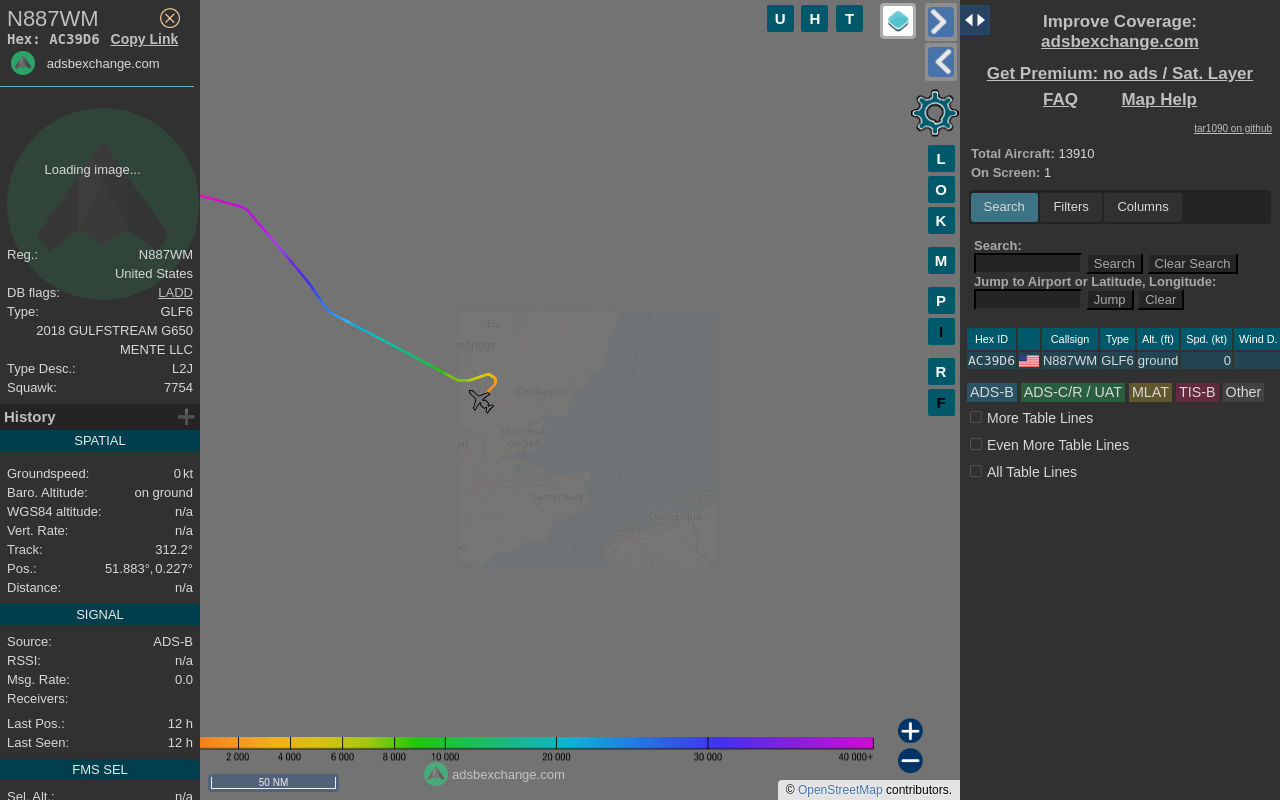 N887WM
Hex: AC39D6 Copy Link
adsbexchange.com
Loading image...
Reg.: N887WM
United States
DB flags: LADD
Type: GLF6
2018 GULFSTREAM G650
MENTE LLC
Type Desc.: L2J
Squawk: 7754
History
SPATIAL
Groundspeed: 0 kt
Baro. Altitude: on ground
WGS84 altitude: n/a
Vert. Rate: n/a
Track: 312.2°
Pos.: 51.883°, 0.227°
Distance: n/a
SIGNAL
Source: ADS-B
RSSI: n/a
Msg. Rate: 0.0
Receivers:
Last Pos.: 12 h
Last Seen: 12 h
FMS SEL
Sel. Alt.: n/a
U H T
L
O
K
M
P
I
R
F
Ely
nbridge
Colchester
Southend
-on-Sea
on
Canterbury
Oostend
Dunkerque
Calais
2 000 4 000 6 000 8 000 10 000 20 000 30 000 40 000+
50 NM
adsbexchange.com
© OpenStreetMap contributors.
Improve Coverage:
adsbexchange.com
Get Premium: no ads / Sat. Layer
FAQ Map Help
tar1090 on github
Total Aircraft: 13910
On Screen: 1
Search Filters Columns
Search:
Search Clear Search
Jump to Airport or Latitude, Longitude:
Jump Clear
Hex ID Callsign Type Alt. (ft) Spd. (kt) Wind D.
AC39D6 N887WM GLF6 ground 0
ADS-B ADS-C/R / UAT MLAT TIS-B Other
More Table Lines
Even More Table Lines
All Table Lines